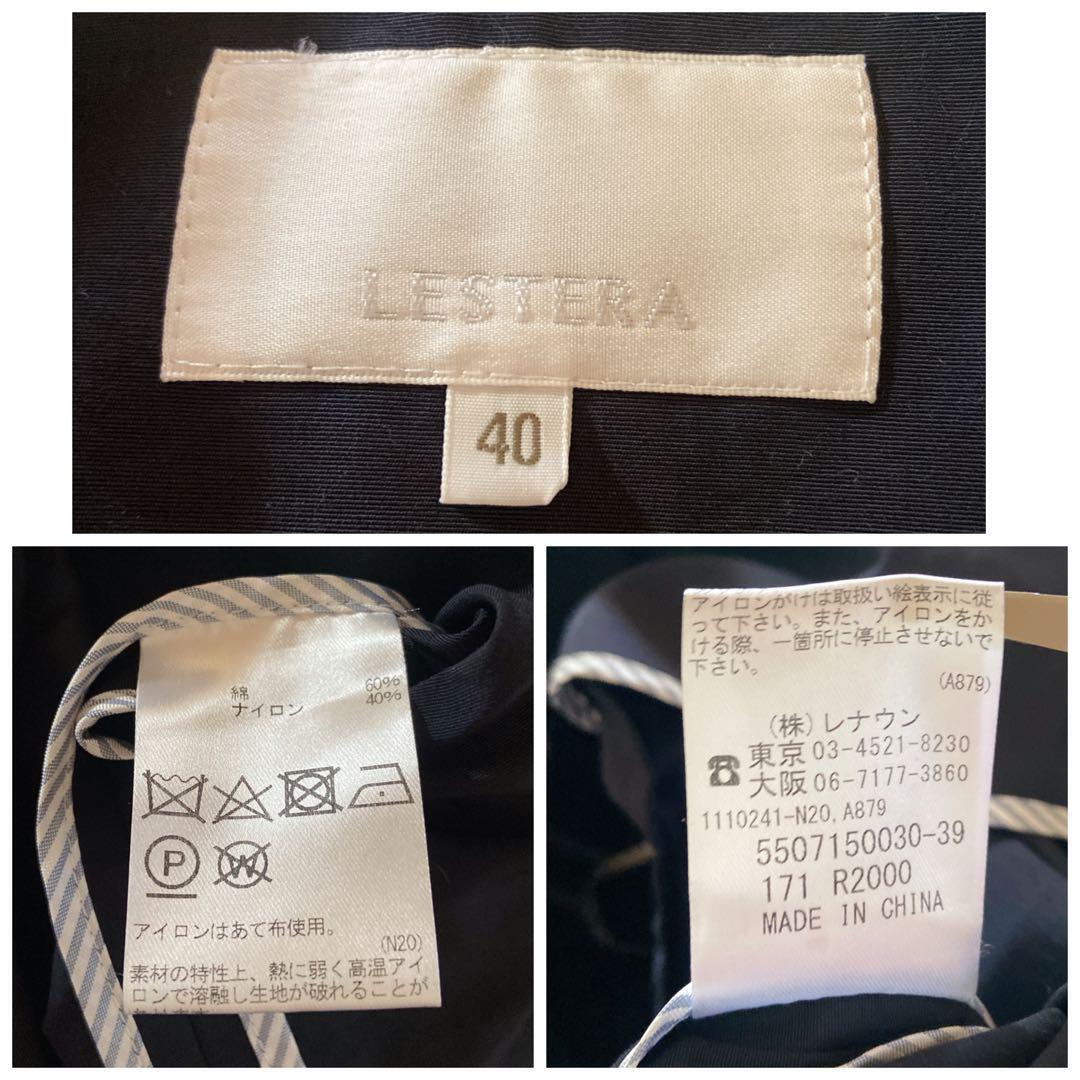 LESTERA
40
綿 60%
ナイロン 40%
P
W
アイロンはあて布使用。
(N20)
素材の特性上、熱に弱く高温アイ
ロンで溶融し生地が破れることが
あります
アイロンがけは取扱い絵表示に従
って下さい。また、アイロンをか
ける際、一箇所に停止させないで
下さい。
(A879)
(株)レナウン
☎東京 03-4521-8230
大阪 06-7177-3860
1110241-N20,A879
5507150030-39
171 R2000
MADE IN CHINA